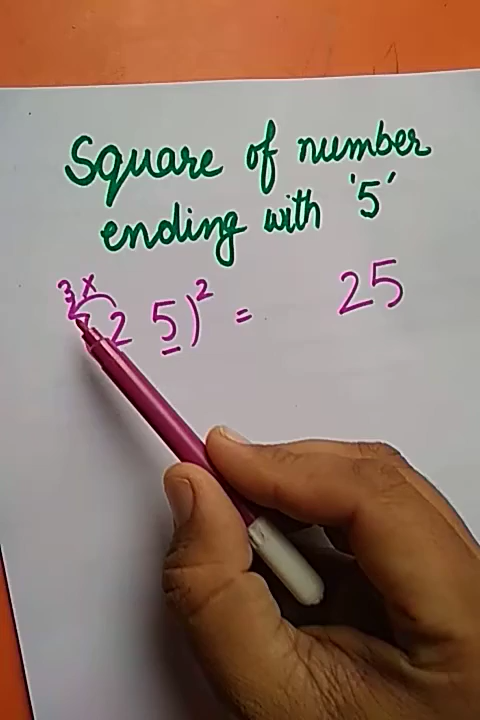 Square of number
ending with '5'
3 x
2 5)² = 25